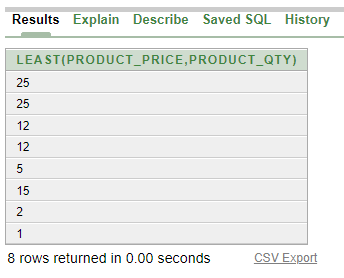 Results Explain Describe Saved SQL History
LEAST(PRODUCT_PRICE,PRODUCT_QTY)
25
25
12
12
5
15
2
1
8 rows returned in 0.00 seconds CSV Export